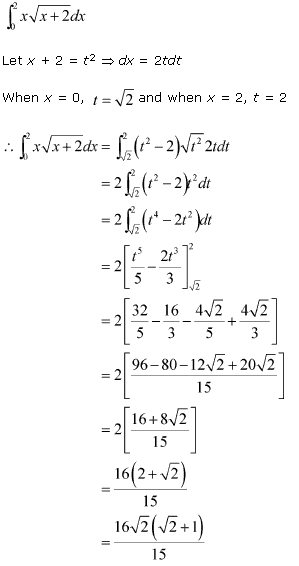 ∫₀² x√(x+2) dx
Let x + 2 = t² ⇒ dx = 2tdt
When x = 0, t = √2 and when x = 2, t = 2
∴ ∫₀² x√(x+2) dx = ∫_{√2}² (t² − 2)√(t²) 2tdt
= 2∫_{√2}² (t² − 2)t² dt
= 2∫_{√2}² (t⁴ − 2t²)dt
= 2[t⁵/5 − 2t³/3]_{√2}²
= 2[32/5 − 16/3 − 4√2/5 + 4√2/3]
= 2[(96 − 80 − 12√2 + 20√2)/15]
= 2[(16 + 8√2)/15]
= 16(2 + √2)/15
= 16√2(√2 + 1)/15